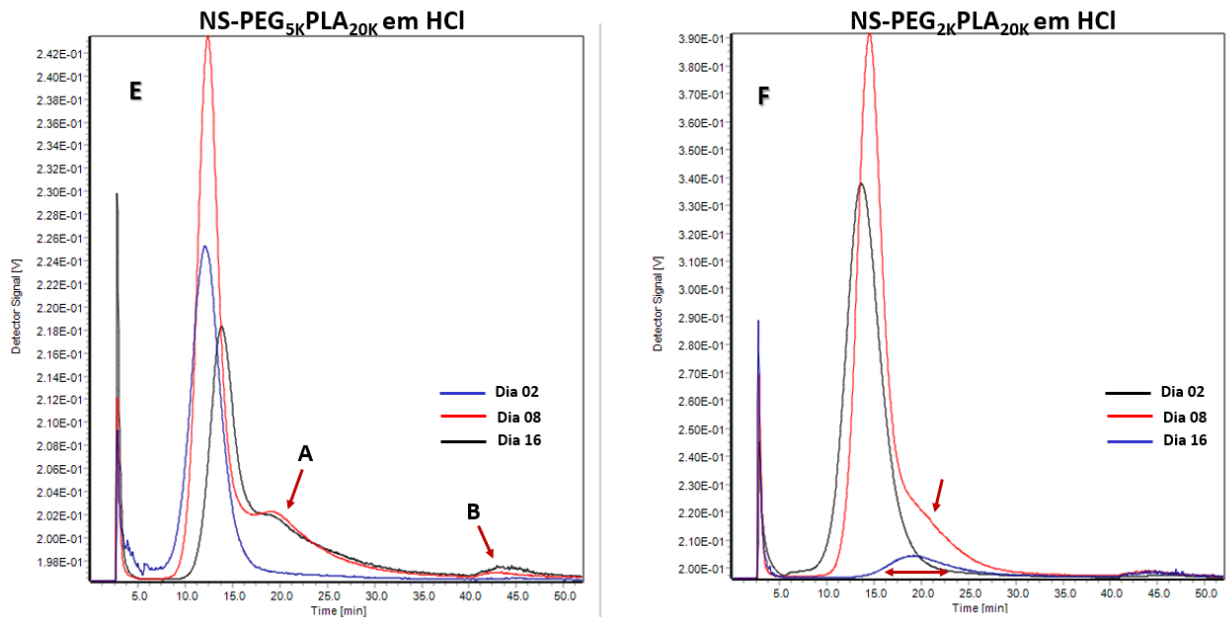 NS-PEG5KPLA20K em HCl
E
2.42E-01
2.40E-01
2.38E-01
2.36E-01
2.34E-01
2.32E-01
2.30E-01
2.28E-01
2.26E-01
2.24E-01
2.22E-01
2.20E-01
2.18E-01
2.16E-01
2.14E-01
2.12E-01
2.10E-01
2.08E-01
2.06E-01
2.04E-01
2.02E-01
2.00E-01
1.98E-01
Detector Signal [V]
Dia 02
Dia 08
Dia 16
A
B
5.0 10.0 15.0 20.0 25.0 30.0 35.0 40.0 45.0 50.0
Time [min]
NS-PEG2KPLA20K em HCl
F
3.90E-01
3.80E-01
3.70E-01
3.60E-01
3.50E-01
3.40E-01
3.30E-01
3.20E-01
3.10E-01
3.00E-01
2.90E-01
2.80E-01
2.70E-01
2.60E-01
2.50E-01
2.40E-01
2.30E-01
2.20E-01
2.10E-01
2.00E-01
Detector Signal [V]
Dia 02
Dia 08
Dia 16
5.0 10.0 15.0 20.0 25.0 30.0 35.0 40.0 45.0 50.0
Time [min]